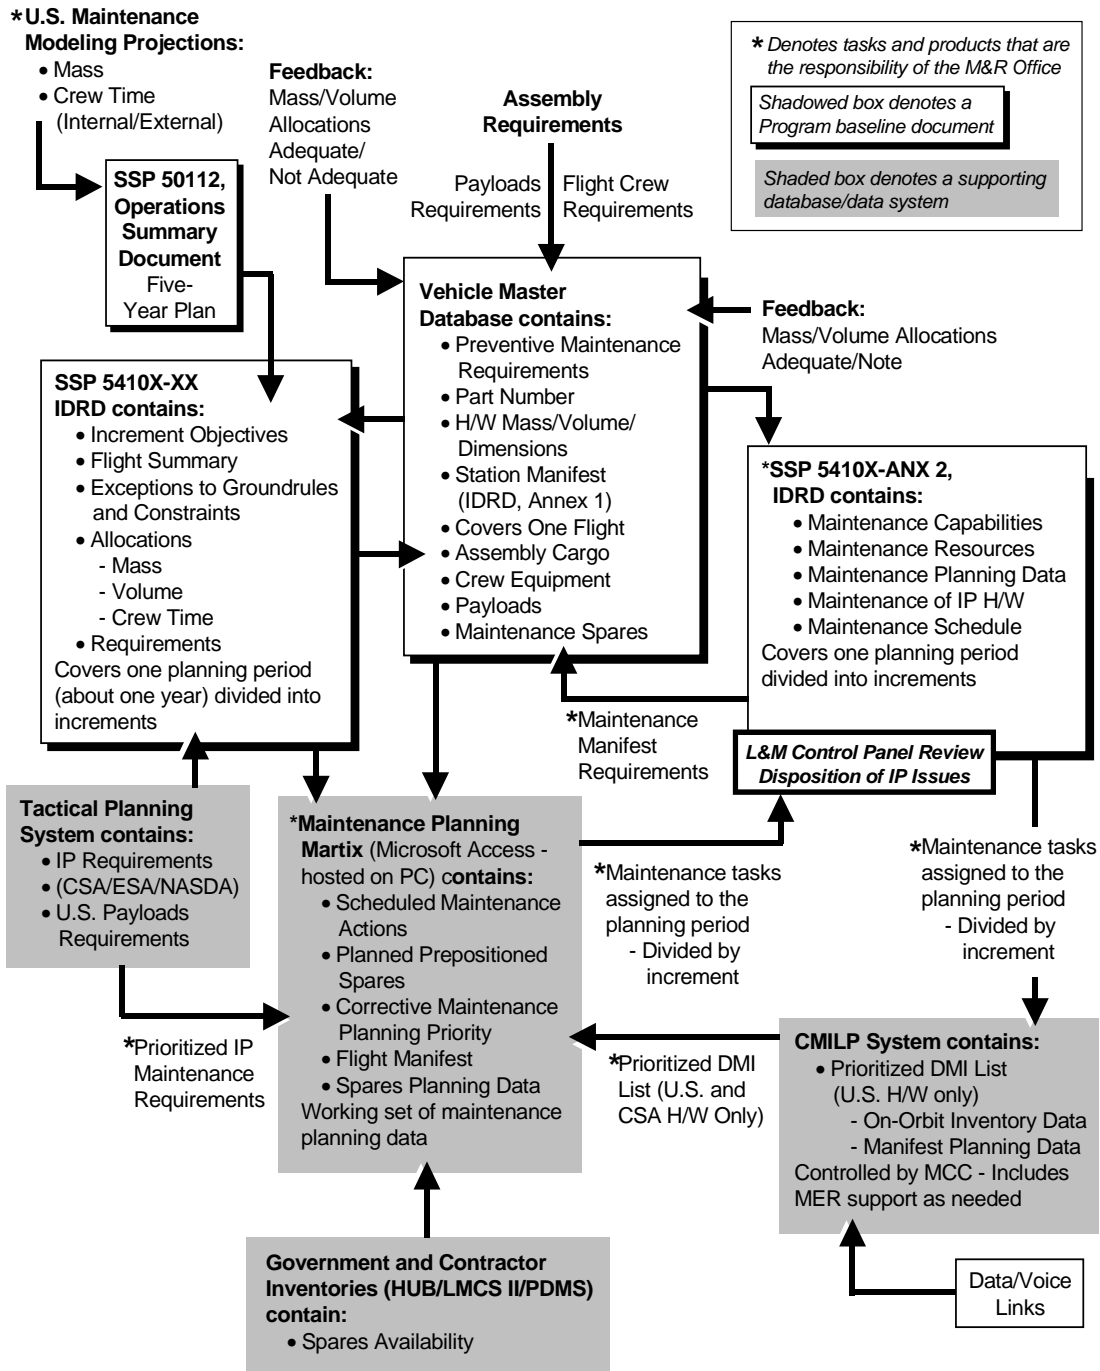 *U.S. Maintenance
Modeling Projections:
• Mass
• Crew Time
(Internal/External)
Feedback:
Mass/Volume
Allocations
Adequate/
Not Adequate
Assembly
Requirements
Payloads
Requirements
Flight Crew
Requirements
* Denotes tasks and products that are
the responsibility of the M&R Office
Shadowed box denotes a
Program baseline document
Shaded box denotes a supporting
database/data system
SSP 50112,
Operations
Summary
Document
Five-
Year Plan
Vehicle Master
Database contains:
• Preventive Maintenance
Requirements
• Part Number
• H/W Mass/Volume/
Dimensions
• Station Manifest
(IDRD, Annex 1)
• Covers One Flight
• Assembly Cargo
• Crew Equipment
• Payloads
• Maintenance Spares
Feedback:
Mass/Volume Allocations
Adequate/Note
SSP 5410X-XX
IDRD contains:
• Increment Objectives
• Flight Summary
• Exceptions to Groundrules
and Constraints
• Allocations
- Mass
- Volume
- Crew Time
• Requirements
Covers one planning period
(about one year) divided into
increments
*SSP 5410X-ANX 2,
IDRD contains:
• Maintenance Capabilities
• Maintenance Resources
• Maintenance Planning Data
• Maintenance of IP H/W
• Maintenance Schedule
Covers one planning period
divided into increments
L&M Control Panel Review
Disposition of IP Issues
*Maintenance
Manifest
Requirements
Tactical Planning
System contains:
• IP Requirements
• (CSA/ESA/NASDA)
• U.S. Payloads
Requirements
*Maintenance Planning
Martix (Microsoft Access -
hosted on PC) contains:
• Scheduled Maintenance
Actions
• Planned Prepositioned
Spares
• Corrective Maintenance
Planning Priority
• Flight Manifest
• Spares Planning Data
Working set of maintenance
planning data
*Maintenance tasks
assigned to the
planning period
- Divided by
increment
*Maintenance tasks
assigned to the
planning period
- Divided by
increment
*Prioritized IP
Maintenance
Requirements
*Prioritized DMI
List (U.S. and
CSA H/W Only)
CMILP System contains:
• Prioritized DMI List
(U.S. H/W only)
- On-Orbit Inventory Data
- Manifest Planning Data
Controlled by MCC - Includes
MER support as needed
Government and Contractor
Inventories (HUB/LMCS II/PDMS)
contain:
• Spares Availability
Data/Voice
Links